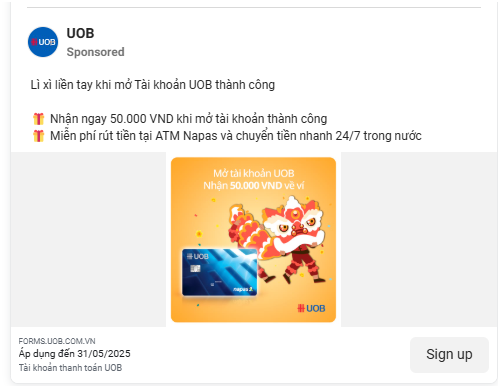 UOB
UOB
Sponsored
Lì xì liền tay khi mở Tài khoản UOB thành công
🎁 Nhận ngay 50.000 VND khi mở tài khoản thành công
🎁 Miễn phí rút tiền tại ATM Napas và chuyển tiền nhanh 24/7 trong nước
Mở tài khoản UOB
Nhận 50.000 VND về ví
UOB
napas
UOB
FORMS.UOB.COM.VN
Áp dụng đến 31/05/2025
Tài khoản thanh toán UOB
Sign up